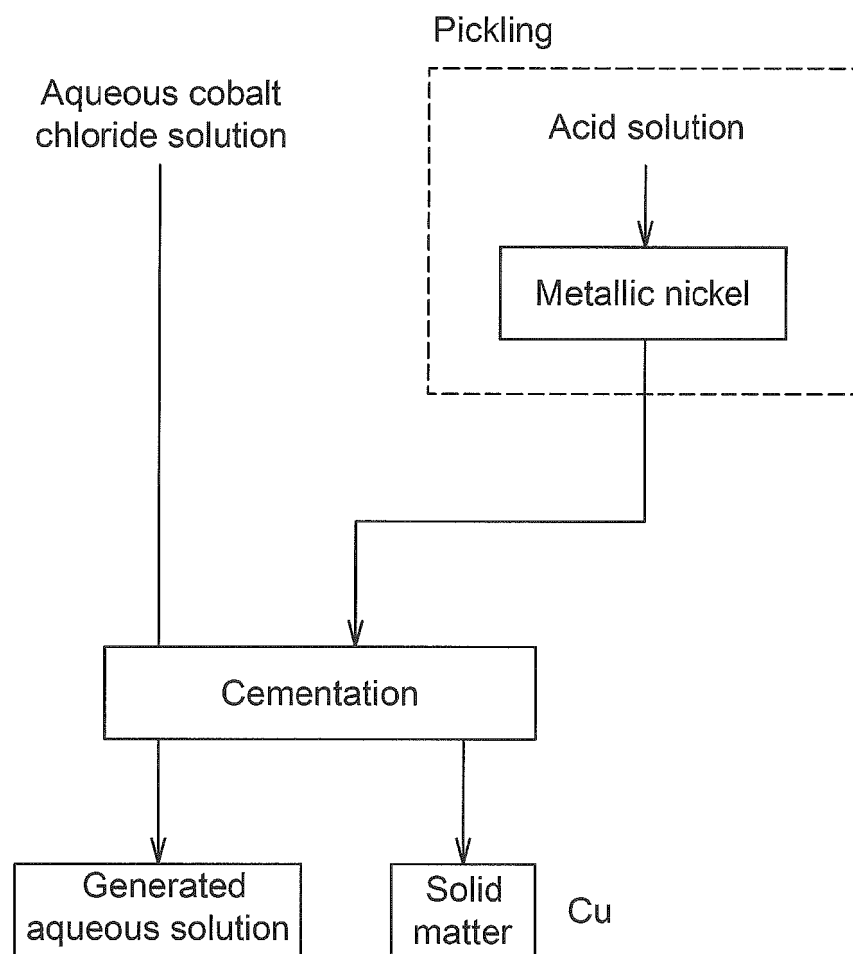 Pickling
Aqueous cobalt
chloride solution
Acid solution
Metallic nickel
Cementation
Generated
aqueous solution
Solid
matter
Cu